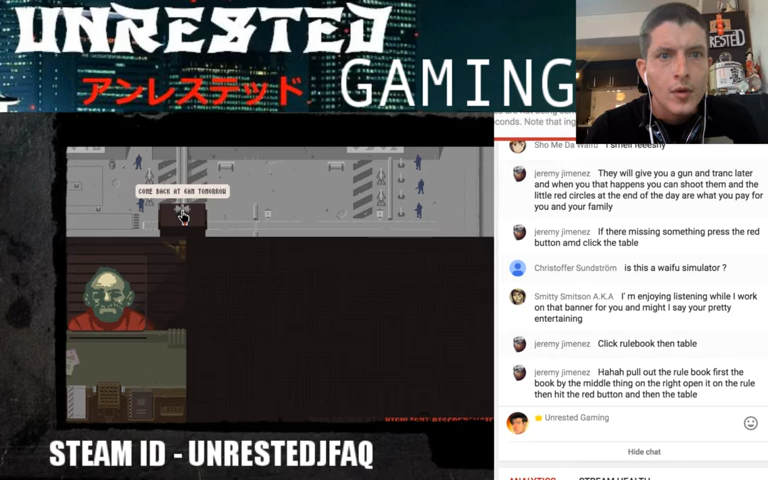 UNRESTED
アンレステッド GAMING
RESTED
conds. Note that ing
Sho Me Da Waifu I smell
jeremy jimenez They will give you a gun and tranc later
and when you that happens you can shoot them and the
little red circles at the end of the day are what you pay for
you and your family
jeremy jimenez If there missing something press the red
button amd click the table
Christoffer Sundström is this a waifu simulator ?
Smitty Smitson A.K.A I' m enjoying listening while I work
on that banner for you and might I say your pretty
entertaining
jeremy jimenez Click rulebook then table
jeremy jimenez Hahah pull out the rule book first the
book by the middle thing on the right open it on the rule
then hit the red button and then the table
Unrested Gaming
Hide chat
ANALYTICS STREAM HEALTH
COME BACK AT 6AM TOMORROW
STEAM ID - UNRESTEDJFAQ